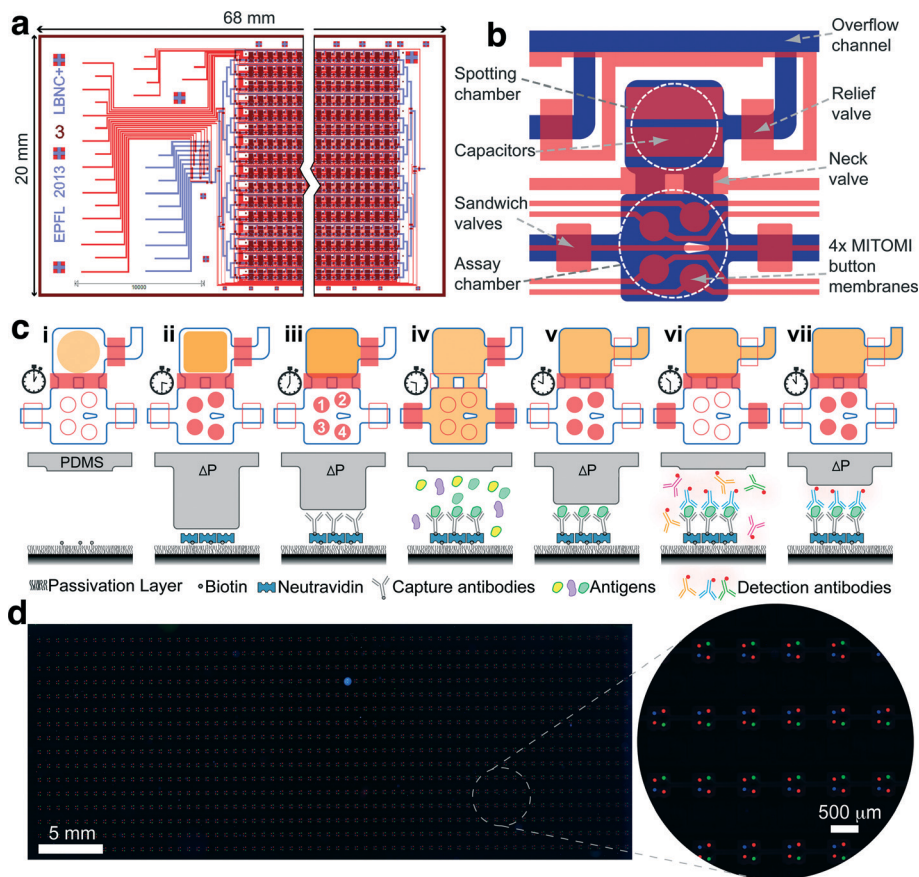 a
68 mm
20 mm
EPFL 2013 LBNC+
3
10000
b
Overflow
channel
Spotting
chamber
Relief
valve
Capacitors
Neck
valve
Sandwich
valves
Assay
chamber
4x MITOMI
button
membranes
c
i
ii
iii
iv
v
vi
vii
1
2
3
4
PDMS
ΔP
ΔP
ΔP
ΔP
Passivation Layer
Biotin
Neutravidin
Capture antibodies
Antigens
Detection antibodies
d
5 mm
500 µm